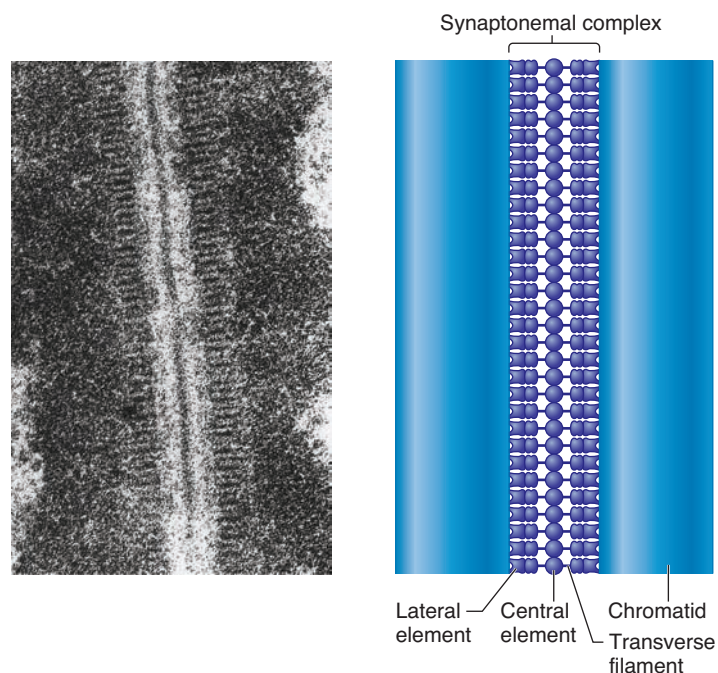 Synaptonemal complex
Lateral
element
Central
element
Chromatid
Transverse
filament